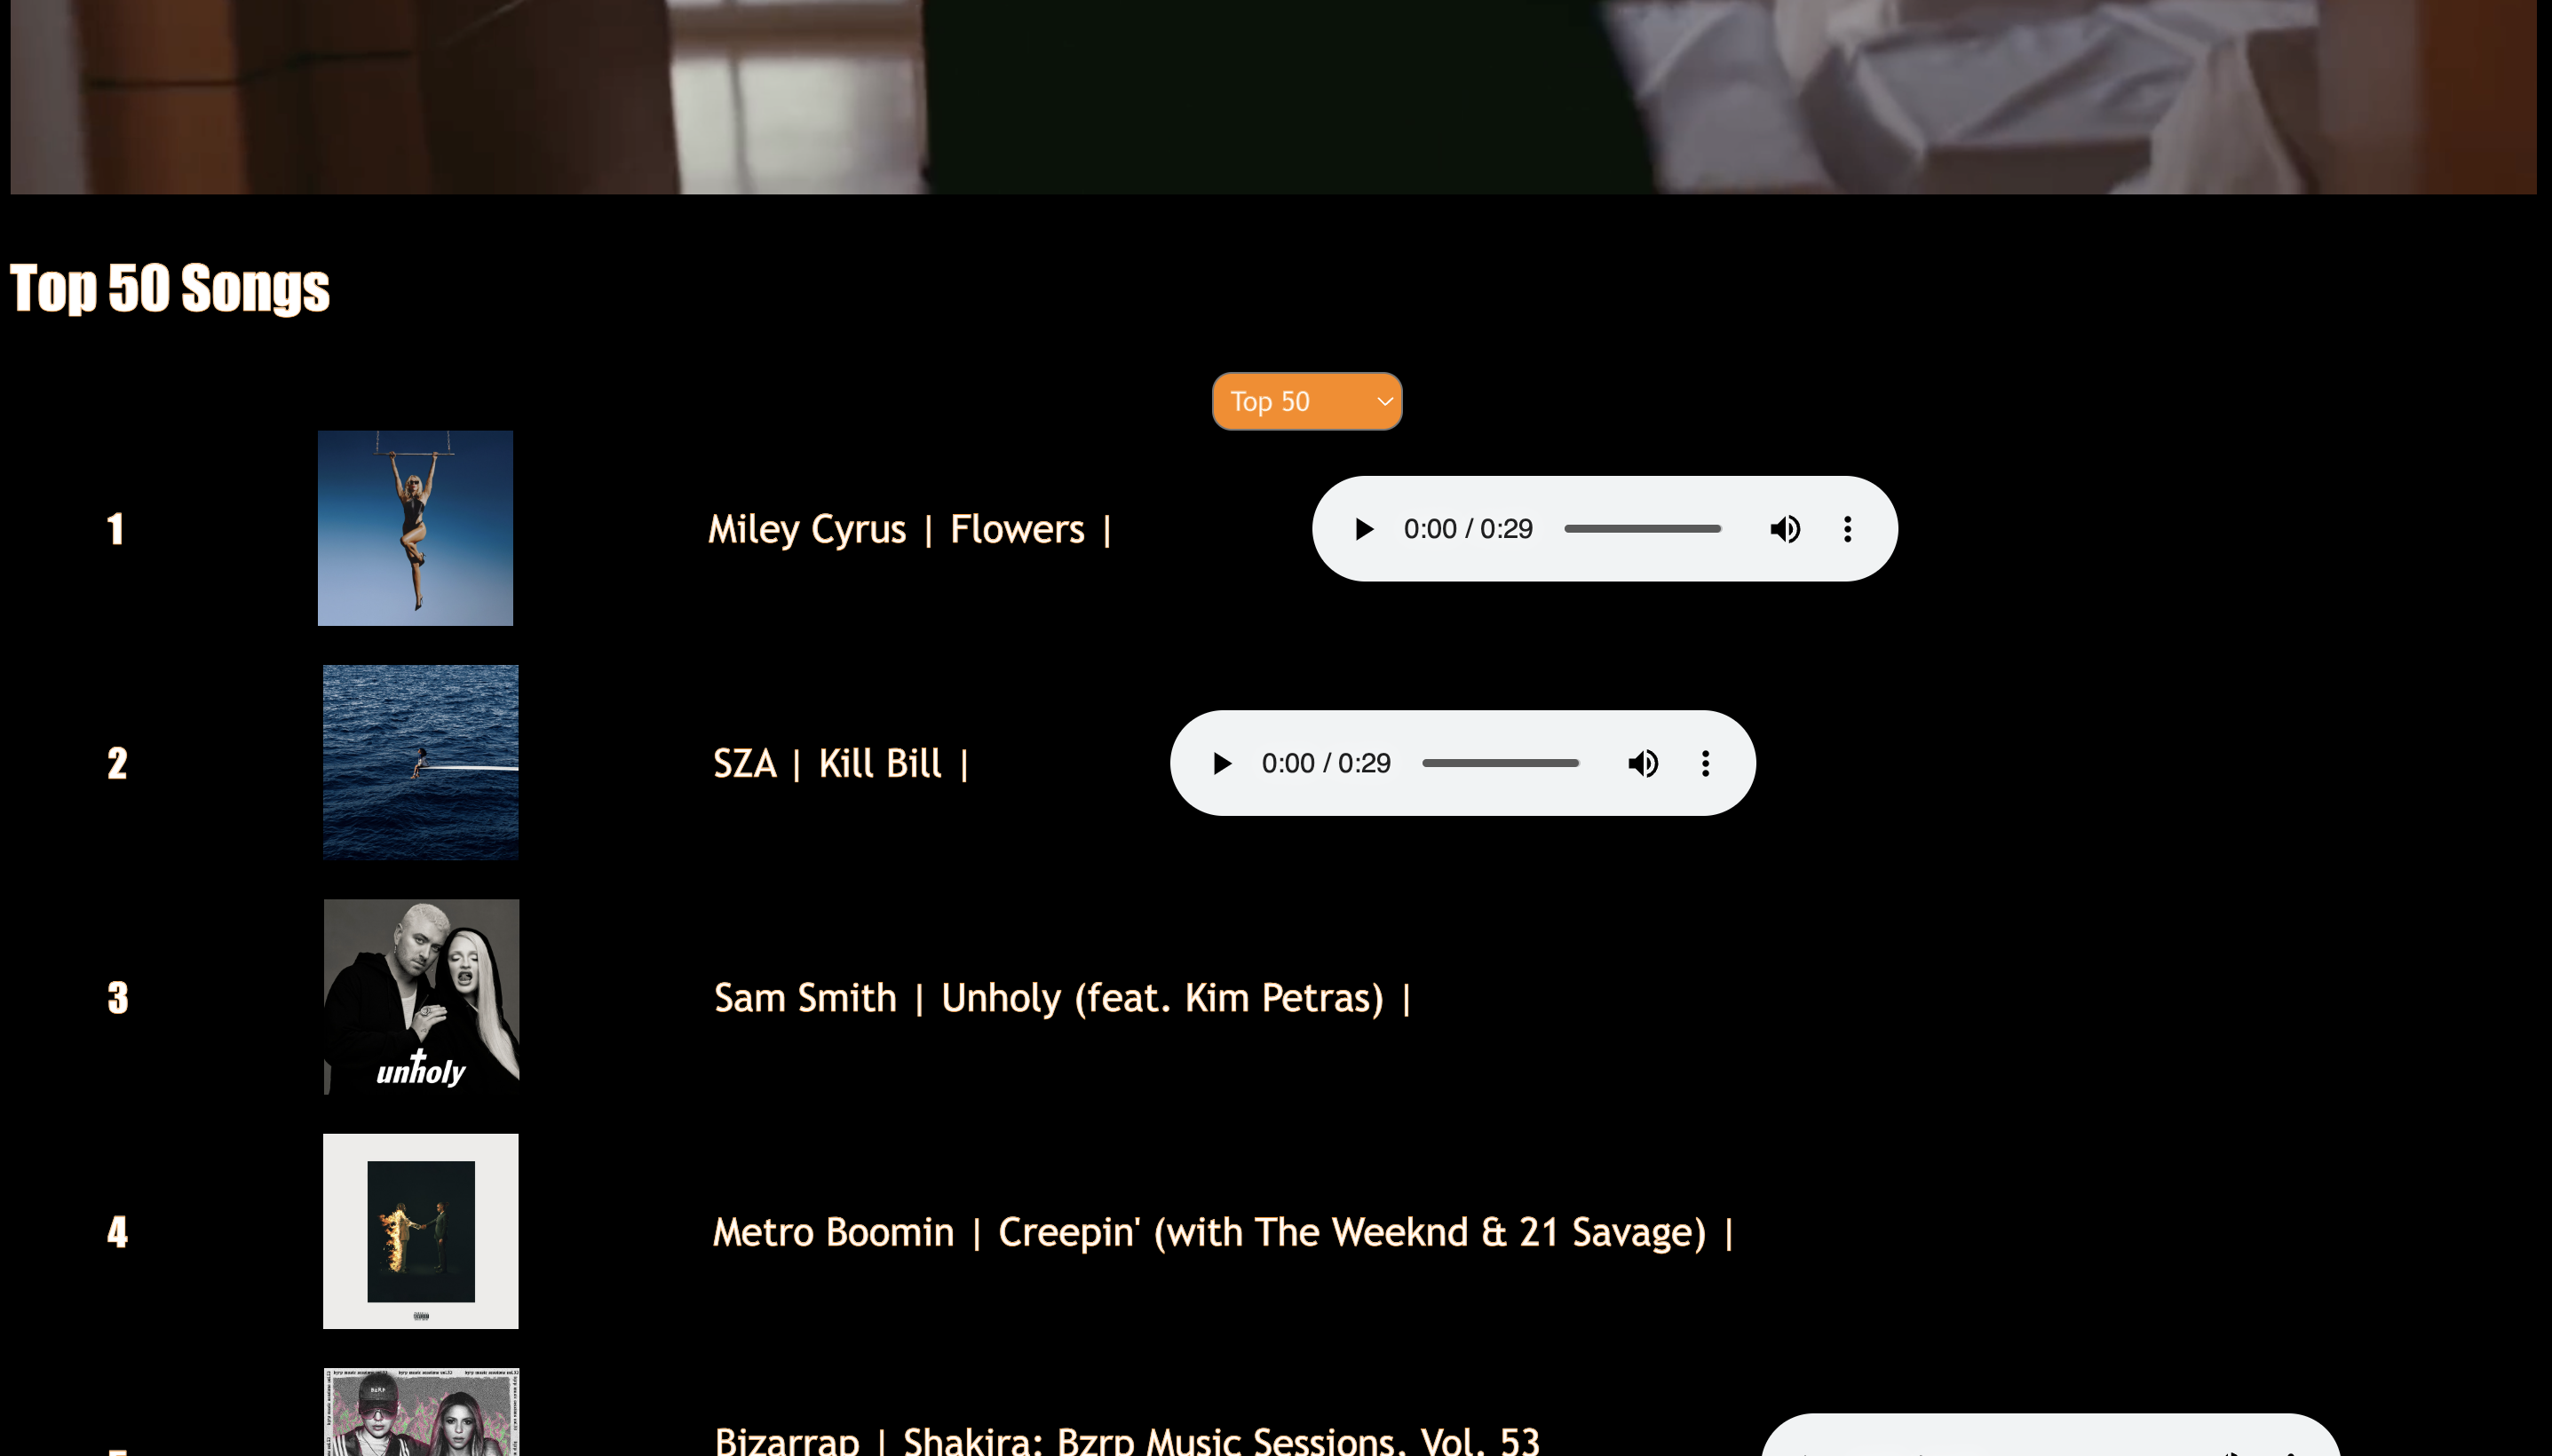 Top 50 Songs
Top 50
1
Miley Cyrus | Flowers |
0:00 / 0:29
2
SZA | Kill Bill |
0:00 / 0:29
3
unholy
Sam Smith | Unholy (feat. Kim Petras) |
4
Metro Boomin | Creepin' (with The Weeknd & 21 Savage) |
BZRP
Bizarrap | Shakira: Bzrp Music Sessions, Vol. 53